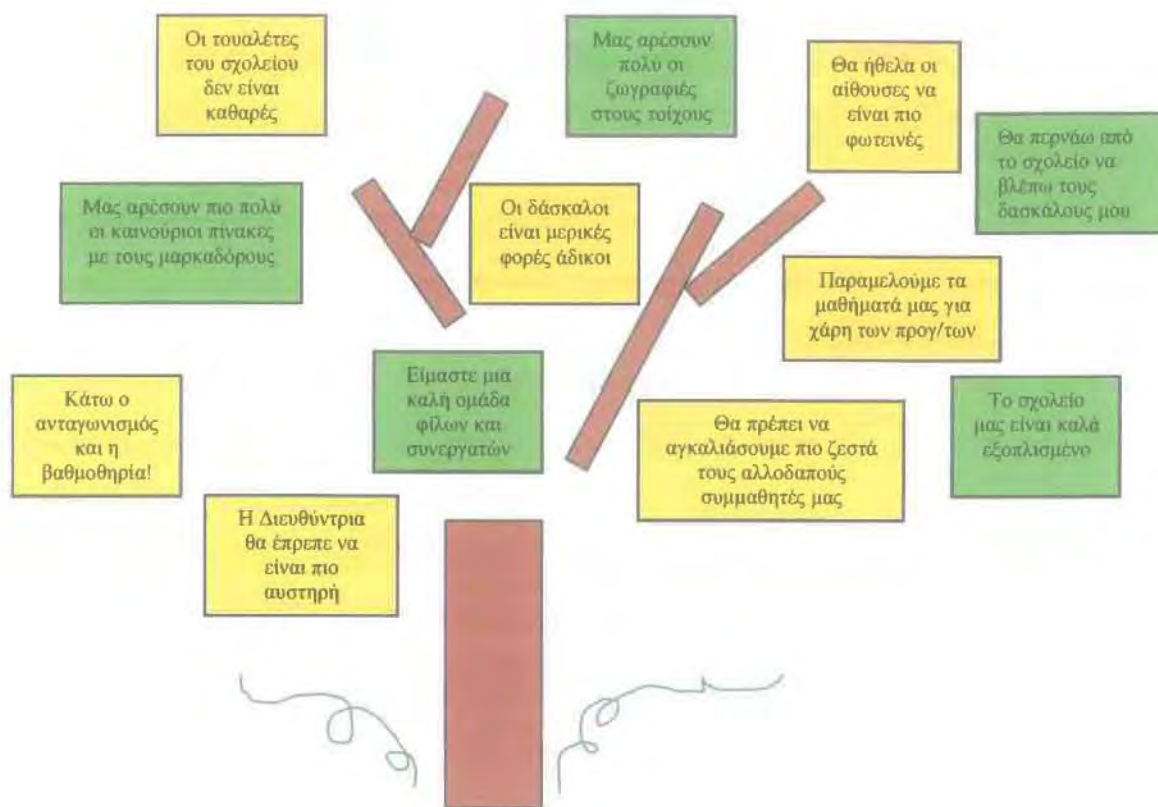 Οι τουαλέτες
του σχολείου
δεν είναι
καθαρές
Μας αρέσουν
πολύ οι
ζωγραφιές
στους τοίχους
Θα ήθελα οι
αίθουσες να
είναι πιο
φωτεινές
Θα περνάω από
το σχολείο να
βλέπω τους
δασκάλους μου
Μας αρέσουν πιο πολύ
οι καινούριοι πίνακες
με τους μαρκαδόρους
Οι δάσκαλοι
είναι μερικές
φορές άδικοι
Παραμελούμε τα
μαθήματά μας για
χάρη των προγ/των
Κάτω ο
ανταγωνισμός
και η
βαθμοθηρία!
Είμαστε μια
καλή ομάδα
φίλων και
συνεργατών
Θα πρέπει να
αγκαλιάσουμε πιο ζεστά
τους αλλοδαπούς
συμμαθητές μας
Το σχολείο
μας είναι καλά
εξοπλισμένο
Η Διευθύντρια
θα έπρεπε να
είναι πιο
αυστηρή